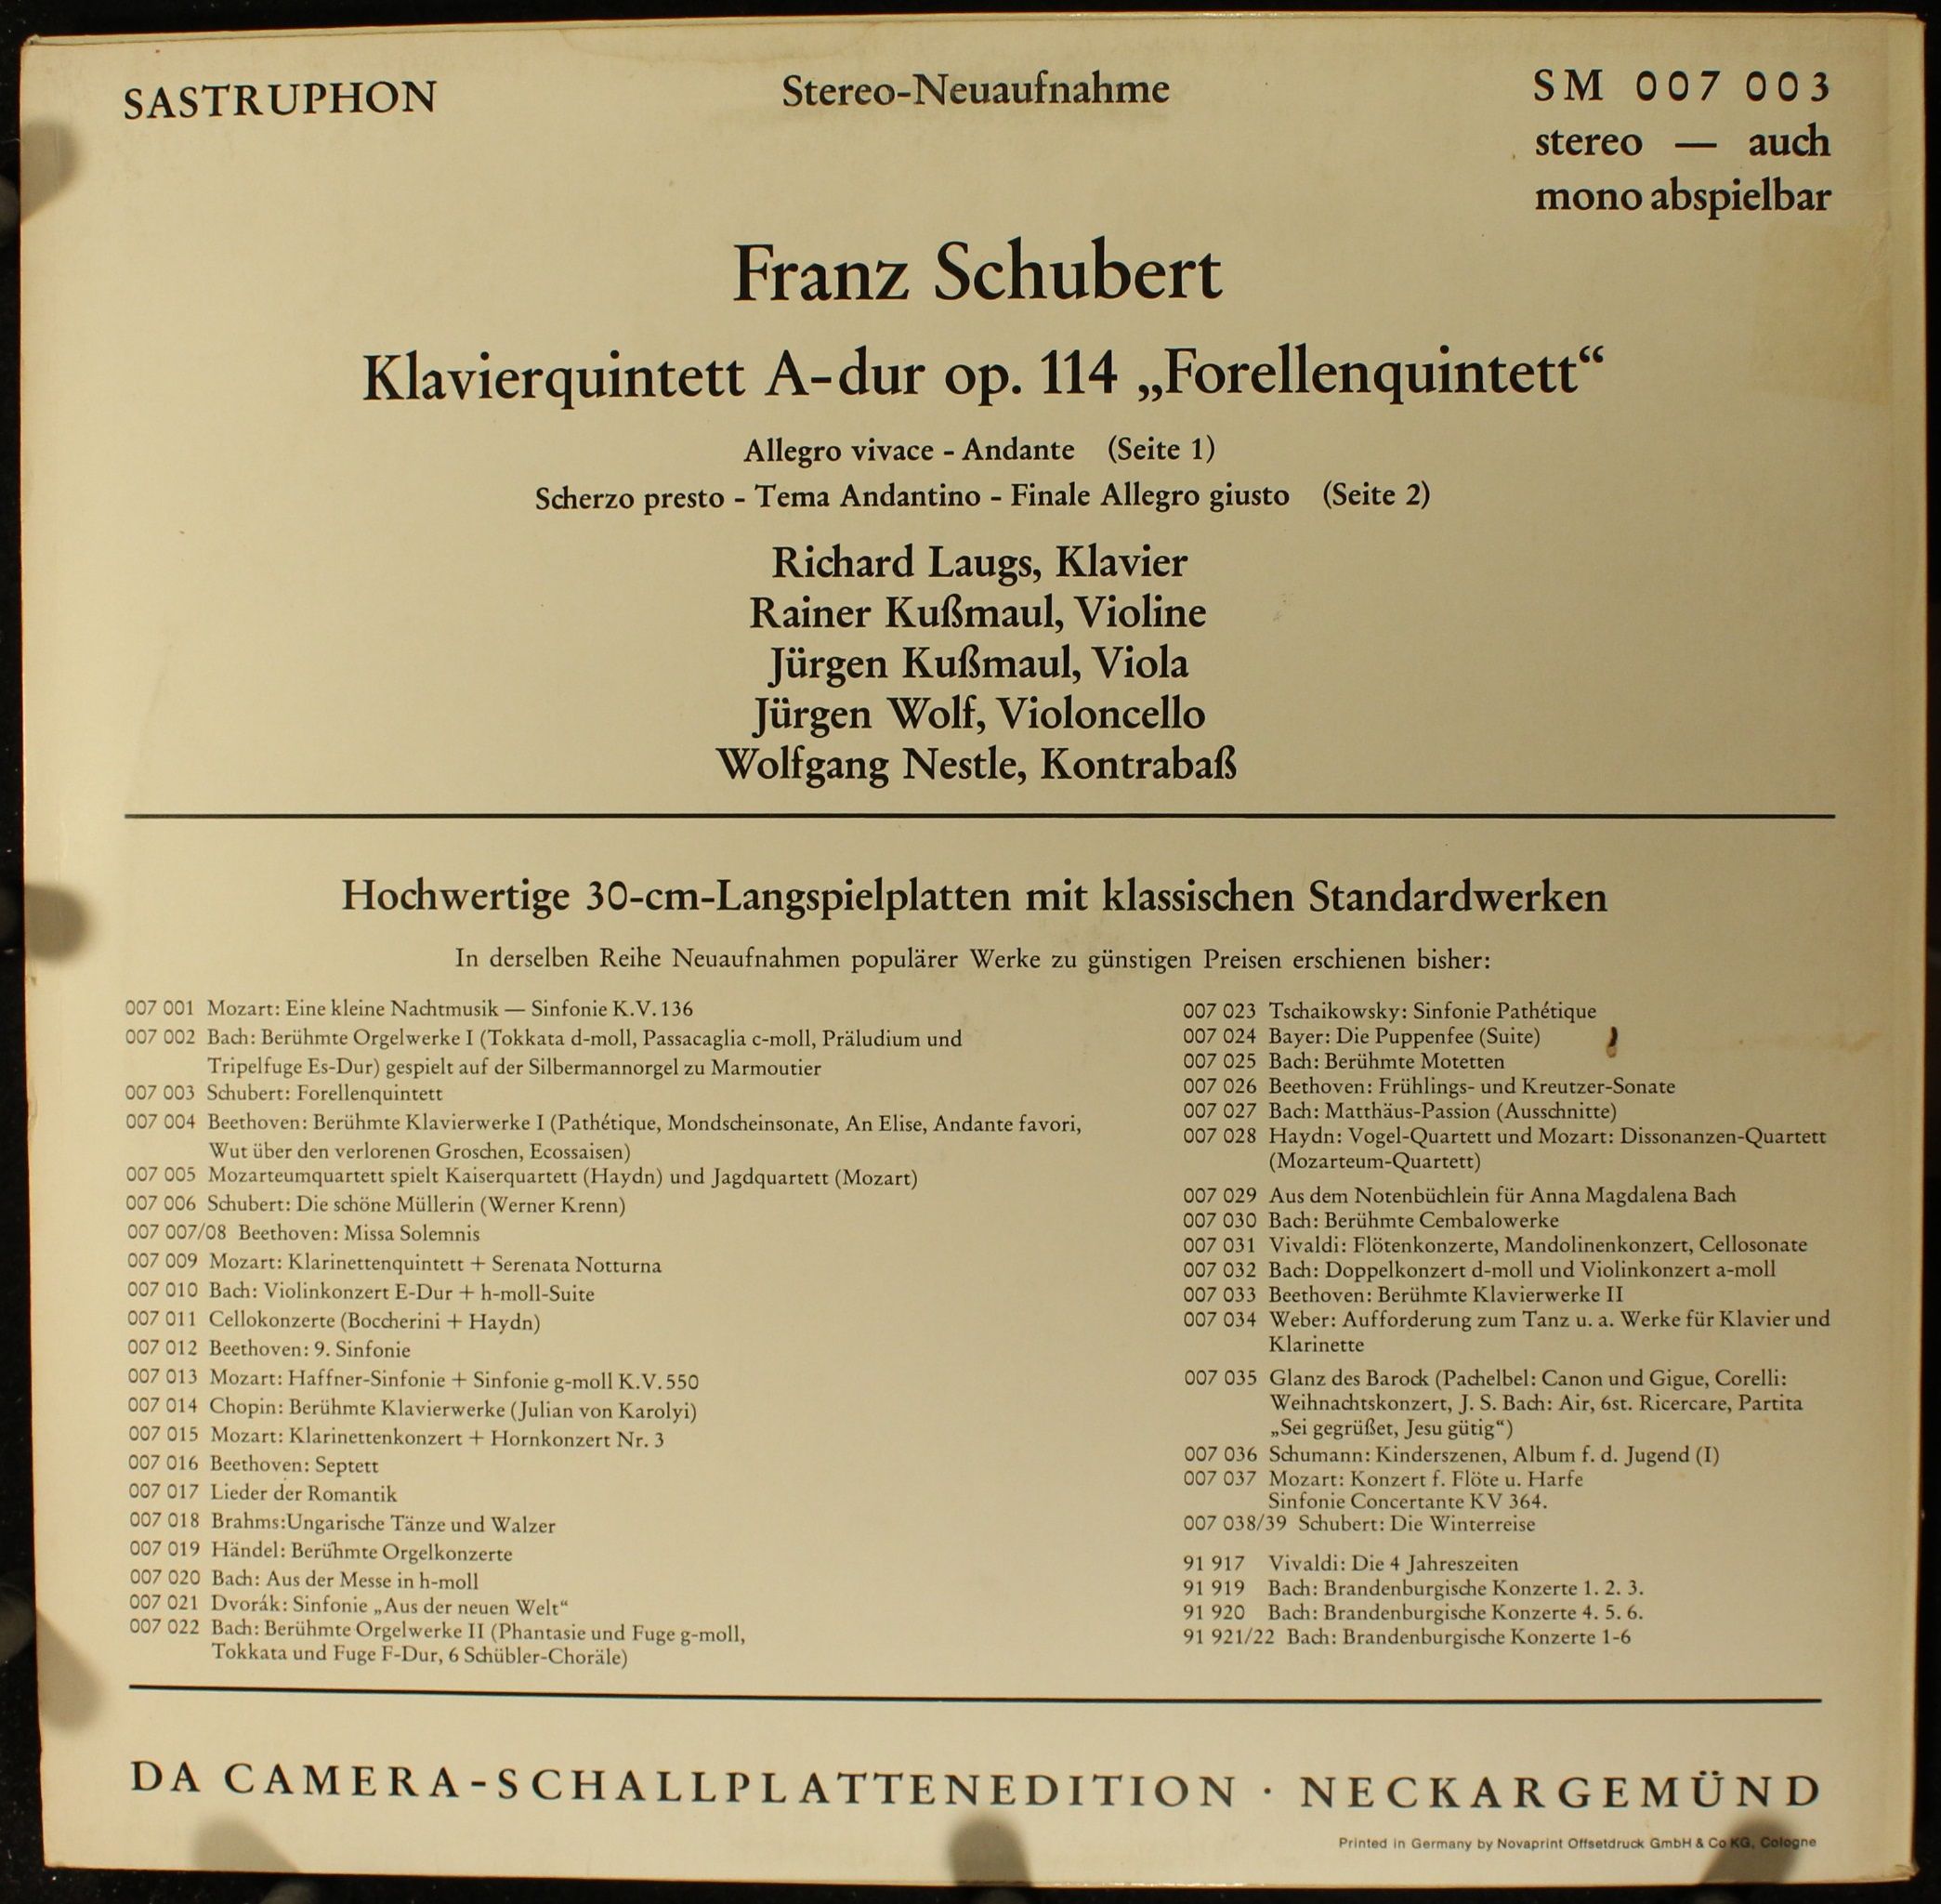 SASTRUPHON
Stereo-Neuaufnahme
SM 007 003
stereo — auch
mono abspielbar
Franz Schubert
Klavierquintett A-dur op. 114 „Forellenquintett“
Allegro vivace - Andante (Seite 1)
Scherzo presto - Tema Andantino - Finale Allegro giusto (Seite 2)
Richard Laugs, Klavier
Rainer Kußmaul, Violine
Jürgen Kußmaul, Viola
Jürgen Wolf, Violoncello
Wolfgang Nestle, Kontrabaß
Hochwertige 30-cm-Langspielplatten mit klassischen Standardwerken
In derselben Reihe Neuaufnahmen populärer Werke zu günstigen Preisen erschienen bisher:
007 001 Mozart: Eine kleine Nachtmusik — Sinfonie K.V. 136
007 002 Bach: Berühmte Orgelwerke I (Tokkata d-moll, Passacaglia c-moll, Präludium und
Tripelfuge Es-Dur) gespielt auf der Silbermannorgel zu Marmoutier
007 003 Schubert: Forellenquintett
007 004 Beethoven: Berühmte Klavierwerke I (Pathétique, Mondscheinsonate, An Elise, Andante favori,
Wut über den verlorenen Groschen, Ecossaisen)
007 005 Mozarteumquartett spielt Kaiserquartett (Haydn) und Jagdquartett (Mozart)
007 006 Schubert: Die schöne Müllerin (Werner Krenn)
007 007/08 Beethoven: Missa Solemnis
007 009 Mozart: Klarinettenquintett + Serenata Notturna
007 010 Bach: Violinkonzert E-Dur + h-moll-Suite
007 011 Cellokonzerte (Boccherini + Haydn)
007 012 Beethoven: 9. Sinfonie
007 013 Mozart: Haffner-Sinfonie + Sinfonie g-moll K.V. 550
007 014 Chopin: Berühmte Klavierwerke (Julian von Karolyi)
007 015 Mozart: Klarinettenkonzert + Hornkonzert Nr. 3
007 016 Beethoven: Septett
007 017 Lieder der Romantik
007 018 Brahms:Ungarische Tänze und Walzer
007 019 Händel: Berühmte Orgelkonzerte
007 020 Bach: Aus der Messe in h-moll
007 021 Dvorák: Sinfonie „Aus der neuen Welt“
007 022 Bach: Berühmte Orgelwerke II (Phantasie und Fuge g-moll,
Tokkata und Fuge F-Dur, 6 Schübler-Choräle)
007 023 Tschaikowsky: Sinfonie Pathétique
007 024 Bayer: Die Puppenfee (Suite)
007 025 Bach: Berühmte Motetten
007 026 Beethoven: Frühlings- und Kreutzer-Sonate
007 027 Bach: Matthäus-Passion (Ausschnitte)
007 028 Haydn: Vogel-Quartett und Mozart: Dissonanzen-Quartett
(Mozarteum-Quartett)
007 029 Aus dem Notenbüchlein für Anna Magdalena Bach
007 030 Bach: Berühmte Cembalowerke
007 031 Vivaldi: Flötenkonzerte, Mandolinenkonzert, Cellosonate
007 032 Bach: Doppelkonzert d-moll und Violinkonzert a-moll
007 033 Beethoven: Berühmte Klavierwerke II
007 034 Weber: Aufforderung zum Tanz u. a. Werke für Klavier und
Klarinette
007 035 Glanz des Barock (Pachelbel: Canon und Gigue, Corelli:
Weihnachtskonzert, J. S. Bach: Air, 6st. Ricercare, Partita
„Sei gegrüßet, Jesu gütig“)
007 036 Schumann: Kinderszenen, Album f. d. Jugend (I)
007 037 Mozart: Konzert f. Flöte u. Harfe
Sinfonie Concertante KV 364.
007 038/39 Schubert: Die Winterreise
91 917 Vivaldi: Die 4 Jahreszeiten
91 919 Bach: Brandenburgische Konzerte 1. 2. 3.
91 920 Bach: Brandenburgische Konzerte 4. 5. 6.
91 921/22 Bach: Brandenburgische Konzerte 1-6
DA CAMERA-SCHALLPLATTENEDITION · NECKARGEMÜND
Printed in Germany by Novaprint Offsetdruck GmbH & Co KG, Cologne